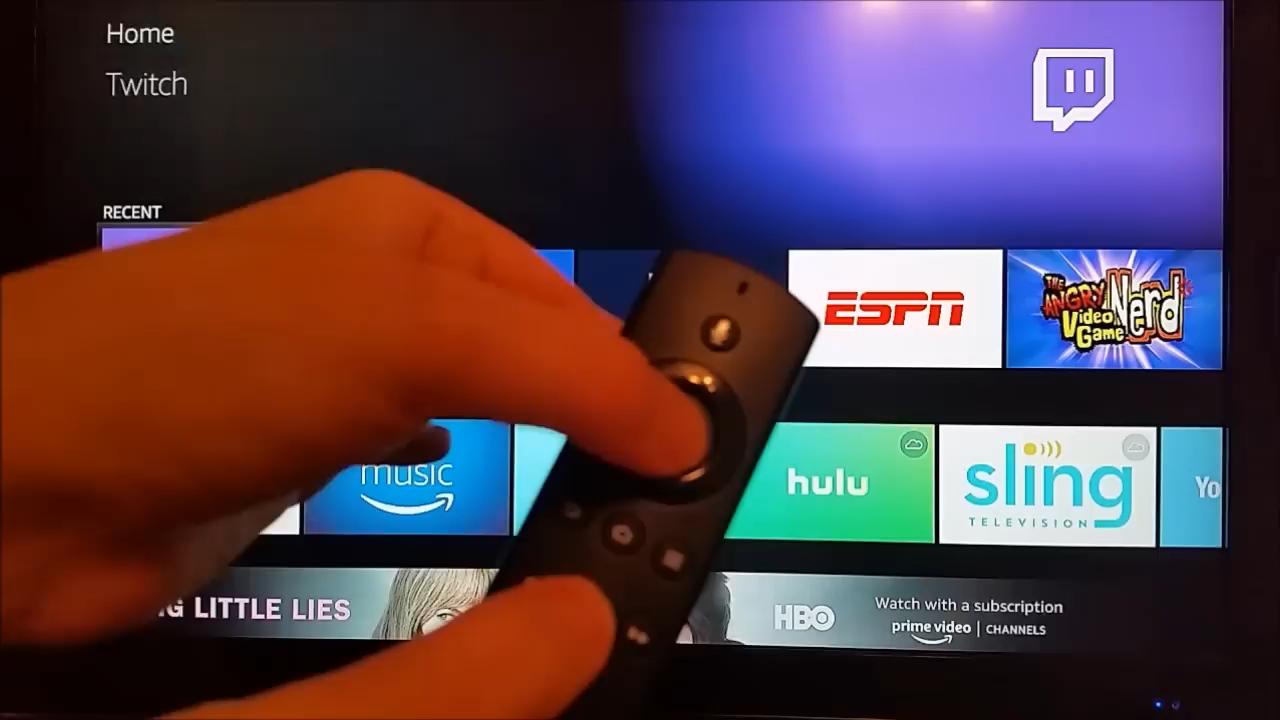 Home
Twitch
RECENT
ESPN
THE
ANGRY
Video
Game
Nerd
music
hulu
sling
TELEVISION
Yo
G LITTLE LIES
HBO
Watch with a subscription
prime video | CHANNELS